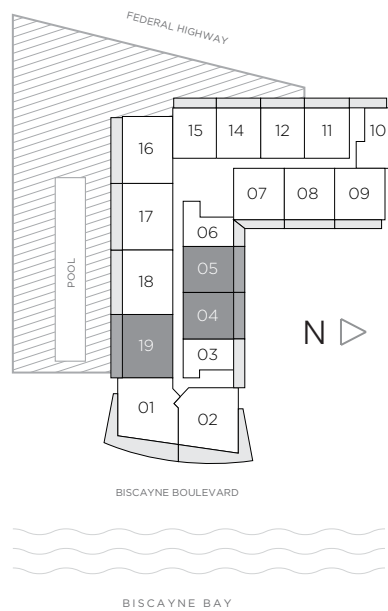 FEDERAL HIGHWAY
15 14 12 11 10
16
07 08 09
17
06
POOL
05
18
04
N
19
03
01
02
BISCAYNE BOULEVARD
BISCAYNE BAY